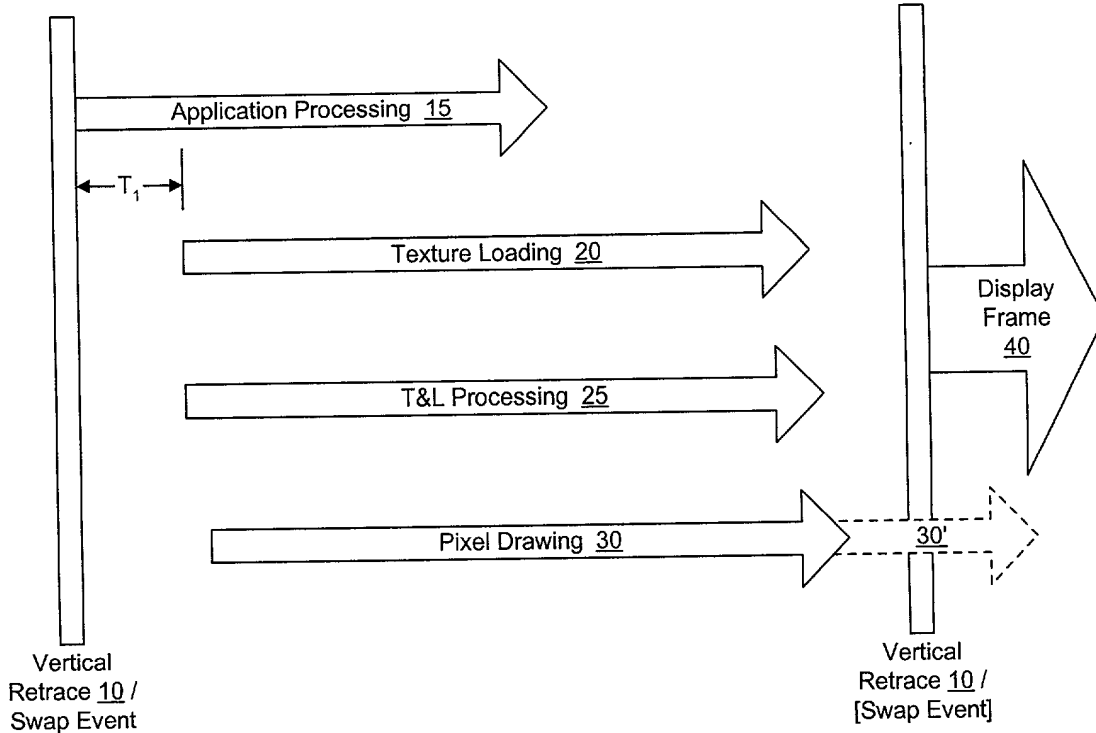 Application Processing 15
T₁
Texture Loading 20
Display
Frame
40
T&L Processing 25
Pixel Drawing 30
30'
Vertical
Retrace 10 /
Swap Event
Vertical
Retrace 10 /
[Swap Event]